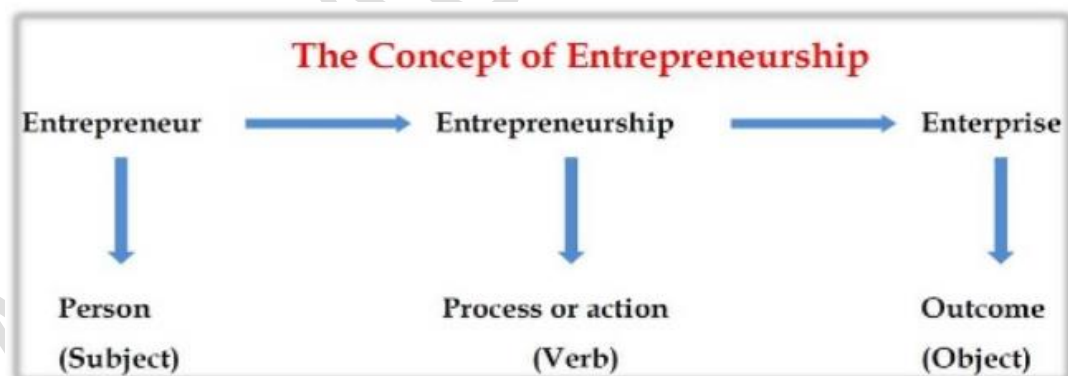 The Concept of Entrepreneurship
Entrepreneur Entrepreneurship Enterprise
Person Process or action Outcome
(Subject) (Verb) (Object)